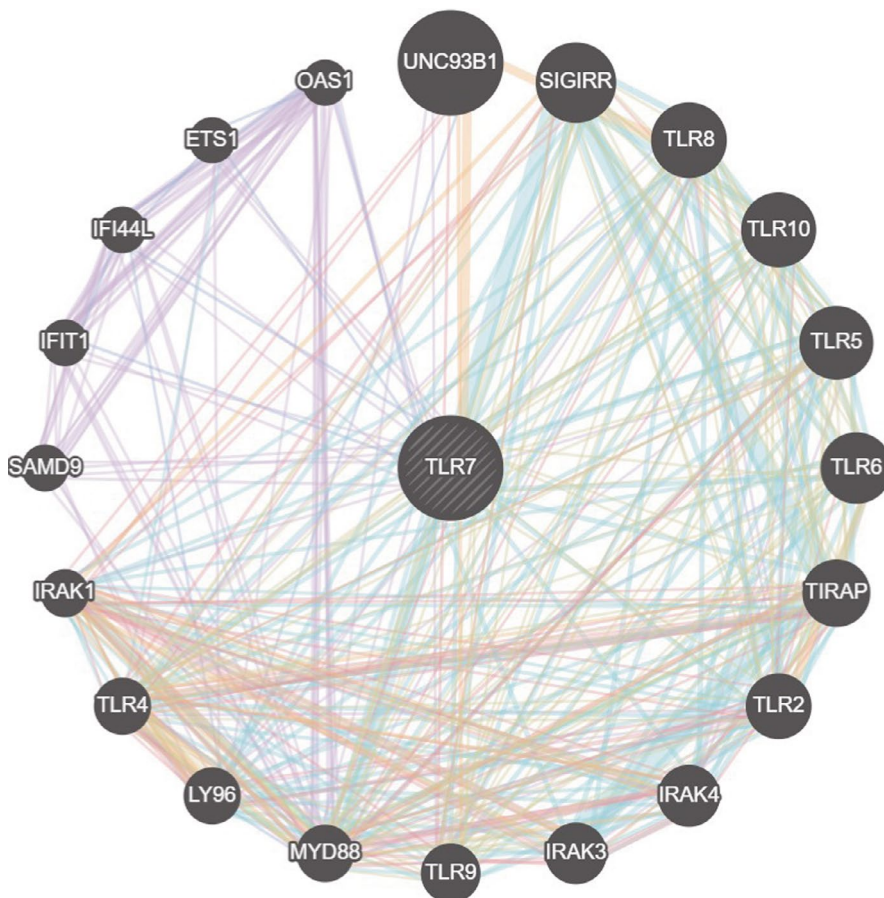 UNC93B1
OAS1
SIGIRR
ETS1
TLR8
IFI44L
TLR10
IFIT1
TLR5
SAMD9
TLR7
TLR6
IRAK1
TIRAP
TLR4
TLR2
LY96
IRAK4
MYD88
TLR9
IRAK3